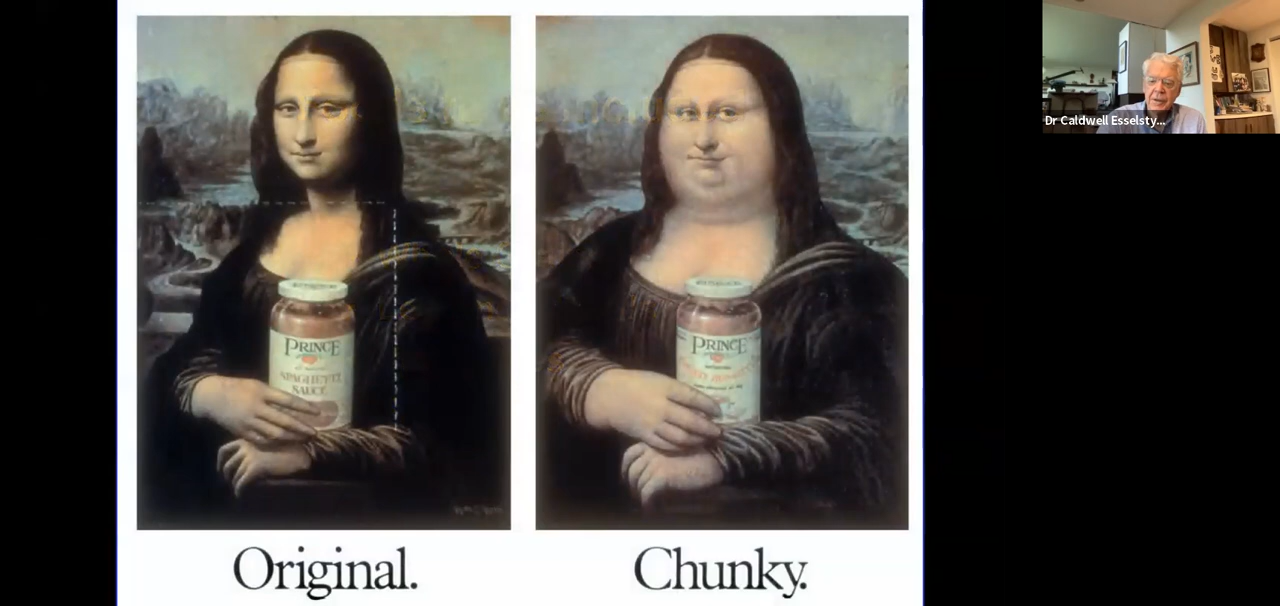 Dr Caldwell Esselsty...
PRINCE
SPAGHETTI
SAUCE
PRINCE
Original.
Chunky.